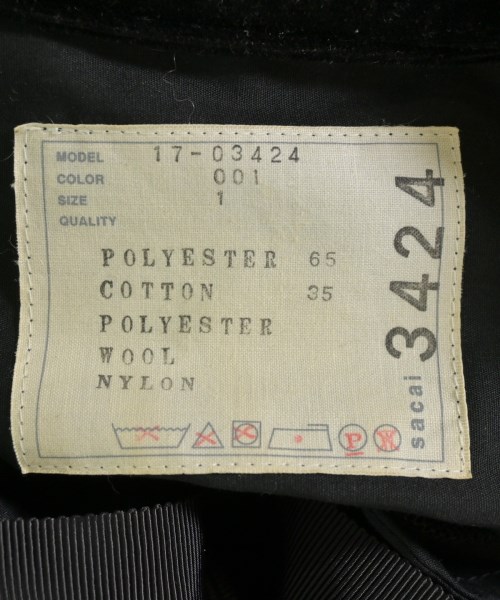 MODEL 17-03424
COLOR 001
SIZE 1
QUALITY
POLYESTER 65
COTTON 35
POLYESTER
WOOL
NYLON
P
W
sacai 3424